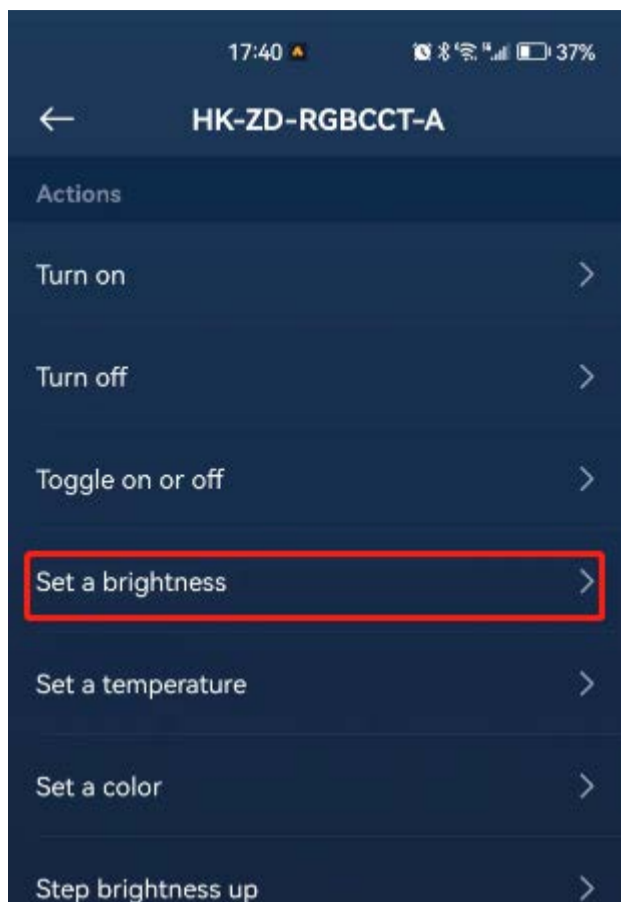 17:40 37%
HK-ZD-RGBCCT-A
Actions
Turn on
Turn off
Toggle on or off
Set a brightness
Set a temperature
Set a color
Step brightness up